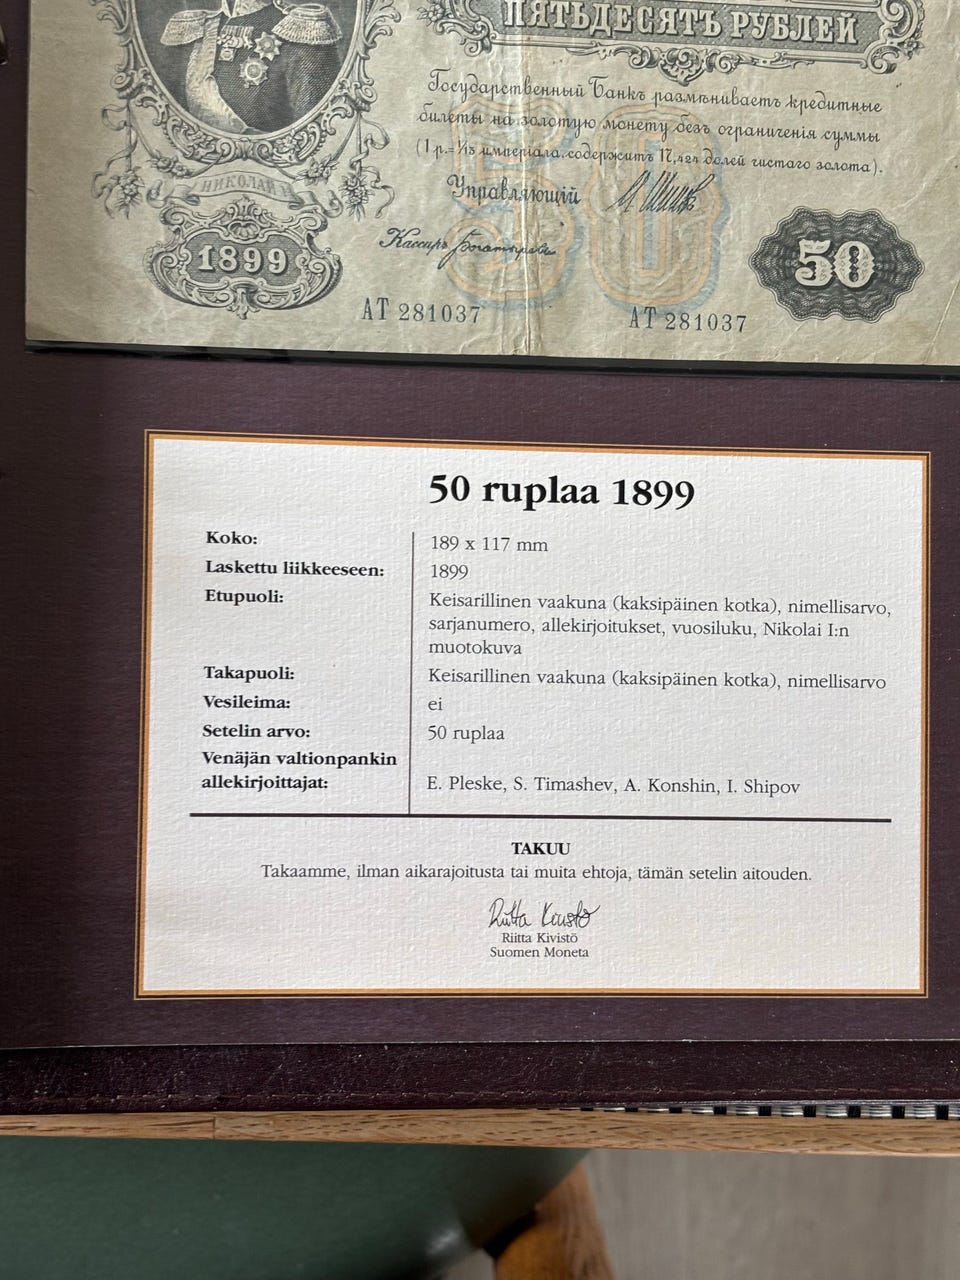 ПЯТЬДЕСЯТЪ РУБЛЕЙ
Государственный Банкъ размѣниваетъ кредитные
билеты на золотую монету безъ ограниченія суммы
(1 р.= 1/15 имперіала, содержитъ 17,424 долей чистаго золота).
Управляющій
Кассиръ
НИКОЛАЙ I
1899
50
50
АТ 281037
АТ 281037
50 ruplaa 1899
Koko: 189 x 117 mm
Laskettu liikkeeseen: 1899
Etupuoli: Keisarillinen vaakuna (kaksipäinen kotka), nimellisarvo,
sarjanumero, allekirjoitukset, vuosiluku, Nikolai I:n
muotokuva
Takapuoli: Keisarillinen vaakuna (kaksipäinen kotka), nimellisarvo
Vesileima: ei
Setelin arvo: 50 ruplaa
Venäjän valtionpankin
allekirjoittajat: E. Pleske, S. Timashev, A. Konshin, I. Shipov
TAKUU
Takaamme, ilman aikarajoitusta tai muita ehtoja, tämän setelin aitouden.
Riitta Kivistö
Riitta Kivistö
Suomen Moneta